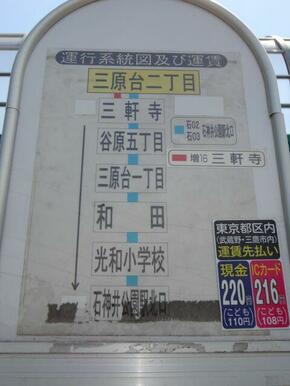 運行系統図及び運賃
三原台二丁目
三軒寺
石02
石03
石神井公園駅北口
谷原五丁目
増16 三軒寺
三原台一丁目
和田
光和小学校
石神井公園駅北口
東京都区内
(武蔵野・三鷹市内)
運賃先払い
現金
220円
(こども
110円)
ICカード
216円
(こども
108円)